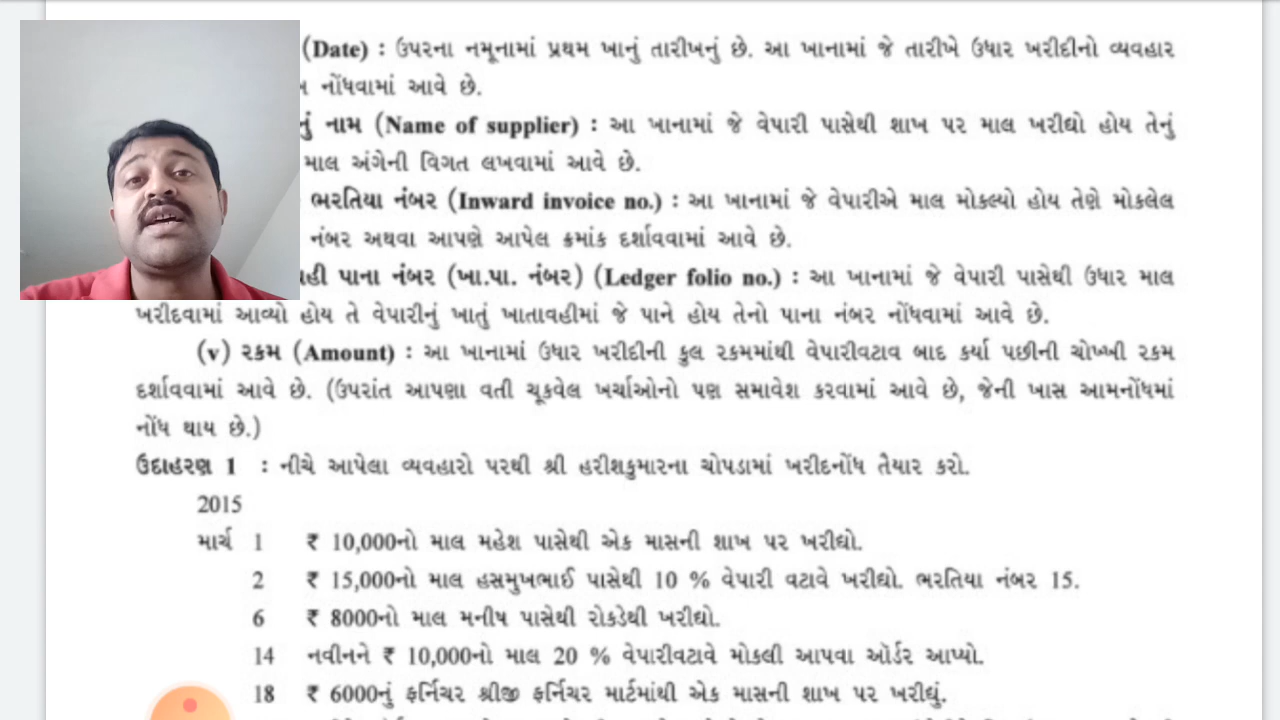 (Date) : ઉપરના નમૂનામાં પ્રથમ ખાનું તારીખનું છે. આ ખાનામાં જે તારીખે ઉધાર ખરીદીનો વ્યવહાર
નોંધવામાં આવે છે.
નામ (Name of supplier) : આ ખાનામાં જે વેપારી પાસેથી શાખ પર માલ ખરીદ્યો હોય તેનું
માલ અંગેની વિગત લખવામાં આવે છે.
ભરતિયા નંબર (Inward invoice no.) : આ ખાનામાં જે વેપારીએ માલ મોકલ્યો હોય તેણે મોકલેલ
નંબર અથવા આપણે આપેલ ક્રમાંક દર્શાવવામાં આવે છે.
પાના નંબર (ખા.પા. નંબર) (Ledger folio no.) : આ ખાનામાં જે વેપારી પાસેથી ઉધાર માલ
ખરીદવામાં આવ્યો હોય તે વેપારીનું ખાતું ખાતાવહીમાં જે પાને હોય તેનો પાના નંબર નોંધવામાં આવે છે.
(v) રકમ (Amount) : આ ખાનામાં ઉધાર ખરીદીની કુલ રકમમાંથી વેપારીવટાવ બાદ કર્યા પછીની ચોખ્ખી રકમ
દર્શાવવામાં આવે છે. (ઉપરાંત આપણા વતી ચૂકવેલ ખર્ચાઓનો પણ સમાવેશ કરવામાં આવે છે, જેની ખાસ આમનોંધમાં
નોંધ થાય છે.)
ઉદાહરણ 1 : નીચે આપેલા વ્યવહારો પરથી શ્રી હરીશકુમારના ચોપડામાં ખરીદનોંધ તૈયાર કરો.
2015
માર્ચ 1 ₹ 10,000નો માલ મહેશ પાસેથી એક માસની શાખ પર ખરીદ્યો.
2 ₹ 15,000નો માલ હસમુખભાઈ પાસેથી 10 % વેપારી વટાવે ખરીદ્યો. ભરતિયા નંબર 15.
6 ₹ 8000નો માલ મનીષ પાસેથી રોકડેથી ખરીદ્યો.
14 નવીનને ₹ 10,000નો માલ 20 % વેપારીવટાવે મોકલી આપવા ઑર્ડર આપ્યો.
18 ₹ 6000નું ફર્નિચર શ્રીજી ફર્નિચર માર્ટમાંથી એક માસની શાખ પર ખરીદ્યું.